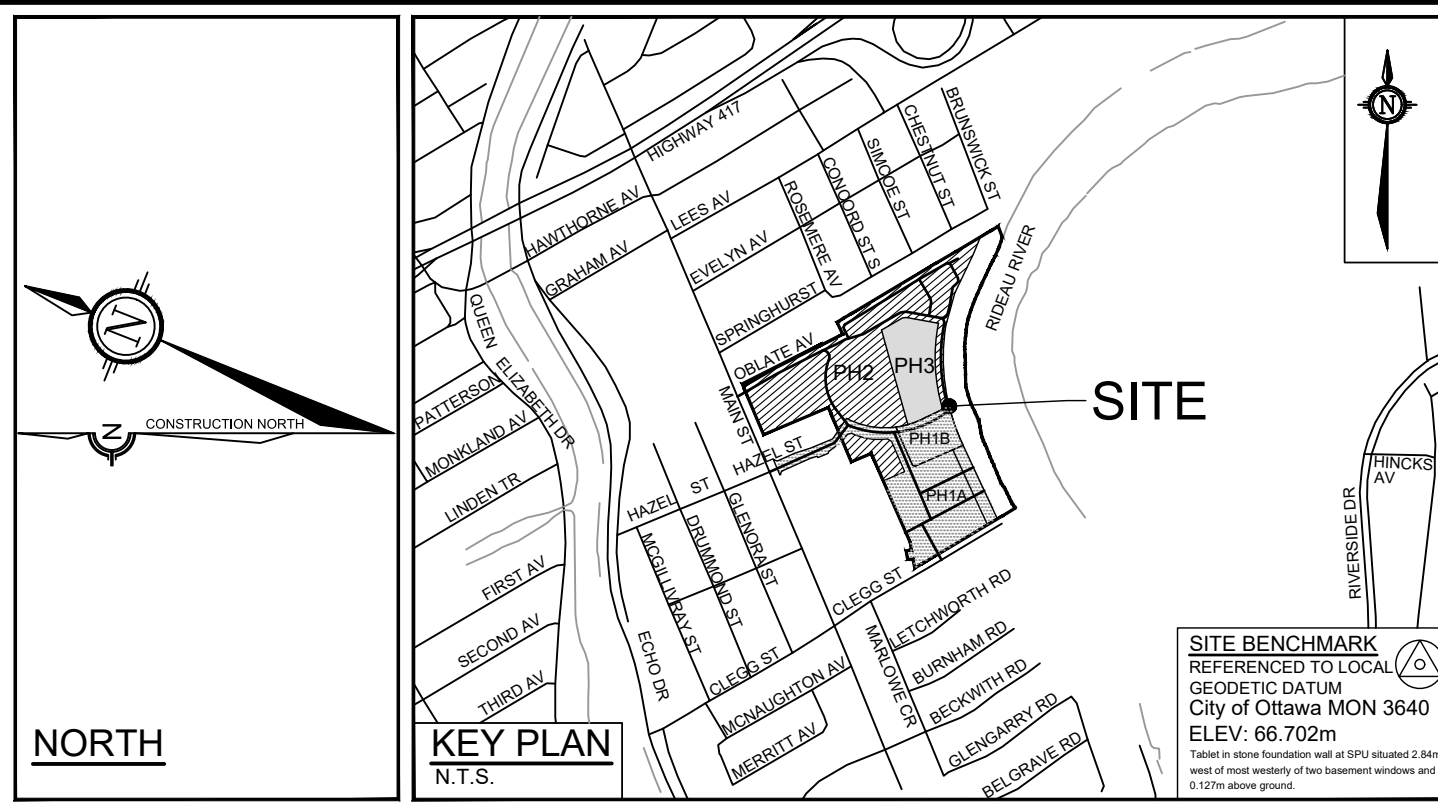 N
N
CONSTRUCTION NORTH
NORTH
HIGHWAY 417
HAWTHORNE AV
GRAHAM AV
LEES AV
EVELYN AV
ROSEMERE AV
CONCORD ST S
SIMCOE ST
CHESTNUT ST
BRUNSWICK ST
SPRINGHURST
OBLATE AV
RIDEAU RIVER
QUEEN ELIZABETH DR
MAIN ST
PATTERSON
MONKLAND AV
LINDEN TR
PH2
PH3
SITE
PH1B
PH1A
HAZEL ST
HAZEL ST
GLENORA ST
DRUMMOND ST
MCGILLIVRAY ST
FIRST AV
SECOND AV
THIRD AV
ECHO DR
CLEGG ST
CLEGG ST
MCNAUGHTON AV
MERRITT AV
MARLOWE CR
LETCHWORTH RD
BURNHAM RD
BECKWITH RD
GLENGARRY RD
BELGRAVE RD
KEY PLAN
N.T.S.
N
HINCKS
AV
RIVERSIDE DR
SITE BENCHMARK
REFERENCED TO LOCAL
GEODETIC DATUM
City of Ottawa MON 3640
ELEV: 66.702m
Tablet in stone foundation wall at SPU situated 2.84m
west of most westerly of two basement windows and
0.127m above ground.